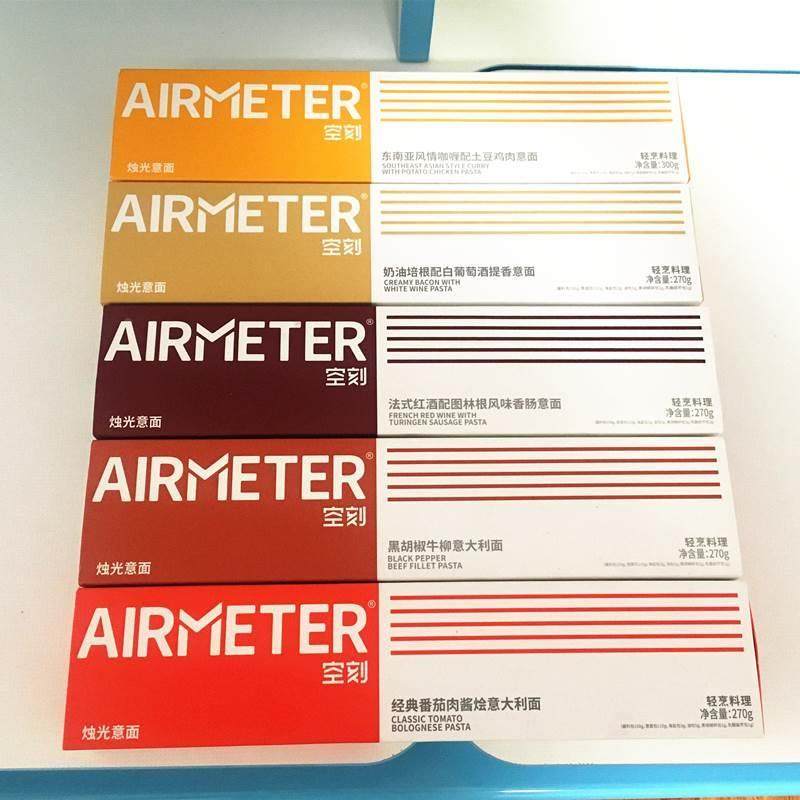 AIRMETER®
空刻
烛光意面
东南亚风情咖喱配土豆鸡肉意面
SOUTHEAST ASIAN STYLE CURRY
WITH POTATO CHICKEN PASTA
轻烹料理
净含量:300g
AIRMETER®
空刻
烛光意面
奶油培根配白葡萄酒提香意面
CREAMY BACON WITH
WHITE WINE PASTA
轻烹料理
净含量:270g
AIRMETER®
空刻
烛光意面
法式红酒配图林根风味香肠意面
FRENCH RED WINE WITH
TURINGEN SAUSAGE PASTA
轻烹料理
净含量:270g
AIRMETER®
空刻
烛光意面
黑胡椒牛柳意大利面
BLACK PEPPER
BEEF FILLET PASTA
轻烹料理
净含量:270g
AIRMETER®
空刻
烛光意面
经典番茄肉酱烩意大利面
CLASSIC TOMATO
BOLOGNESE PASTA
轻烹料理
净含量:270g